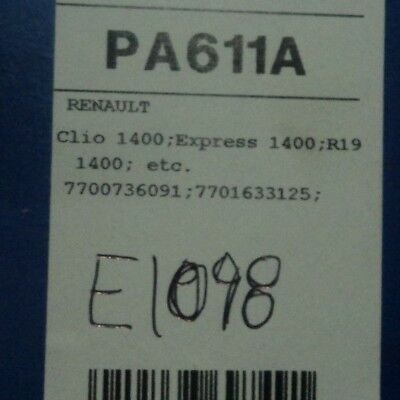 PA611A
RENAULT
Clio 1400;Express 1400;R19
1400; etc.
7700736091;7701633125;
E1098